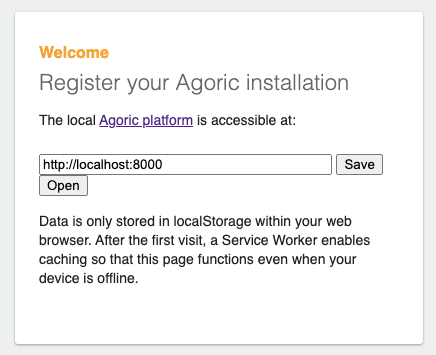 Welcome
Register your Agoric installation
The local Agoric platform is accessible at:
http://localhost:8000 Save
Open
Data is only stored in localStorage within your web
browser. After the first visit, a Service Worker enables
caching so that this page functions even when your
device is offline.